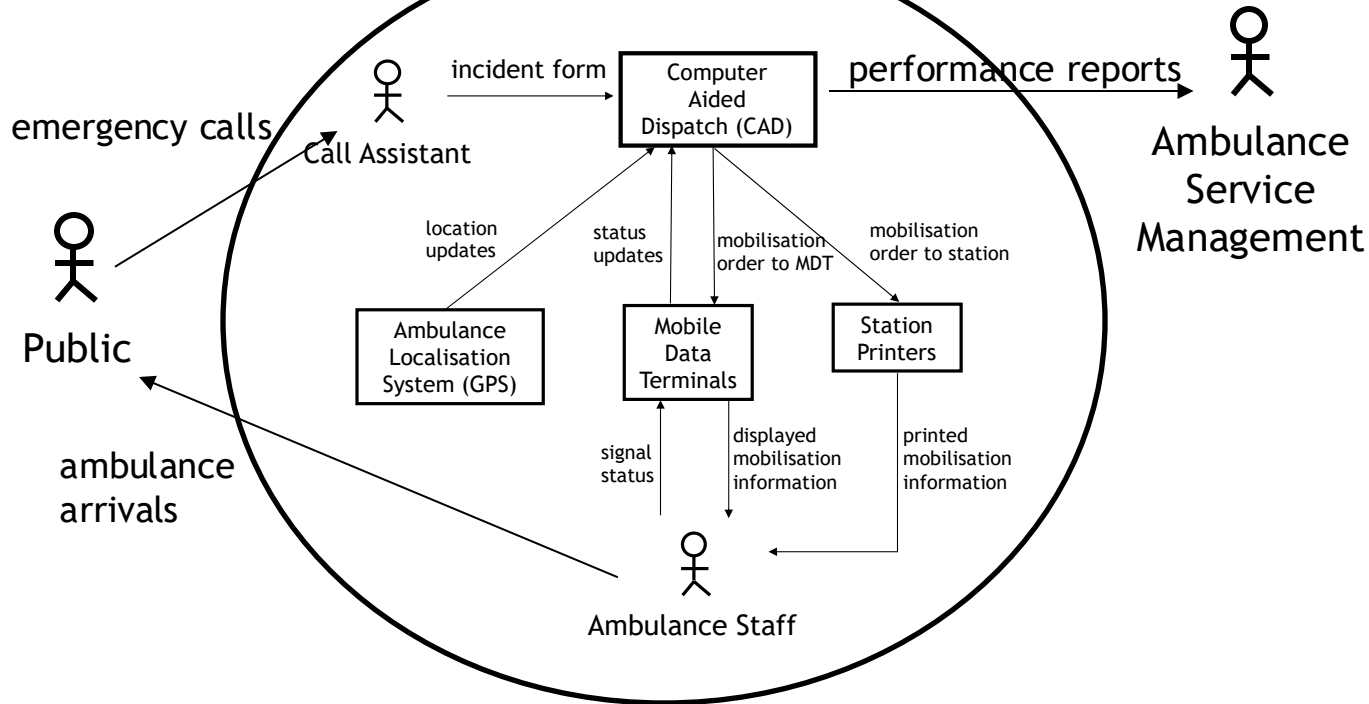 incident form
Computer
Aided
Dispatch (CAD)
performance reports
emergency calls
Call Assistant
Ambulance
Service
Management
location
updates
status
updates
mobilisation
order to MDT
mobilisation
order to station
Public
Ambulance
Localisation
System (GPS)
Mobile
Data
Terminals
Station
Printers
ambulance
arrivals
signal
status
displayed
mobilisation
information
printed
mobilisation
information
Ambulance Staff